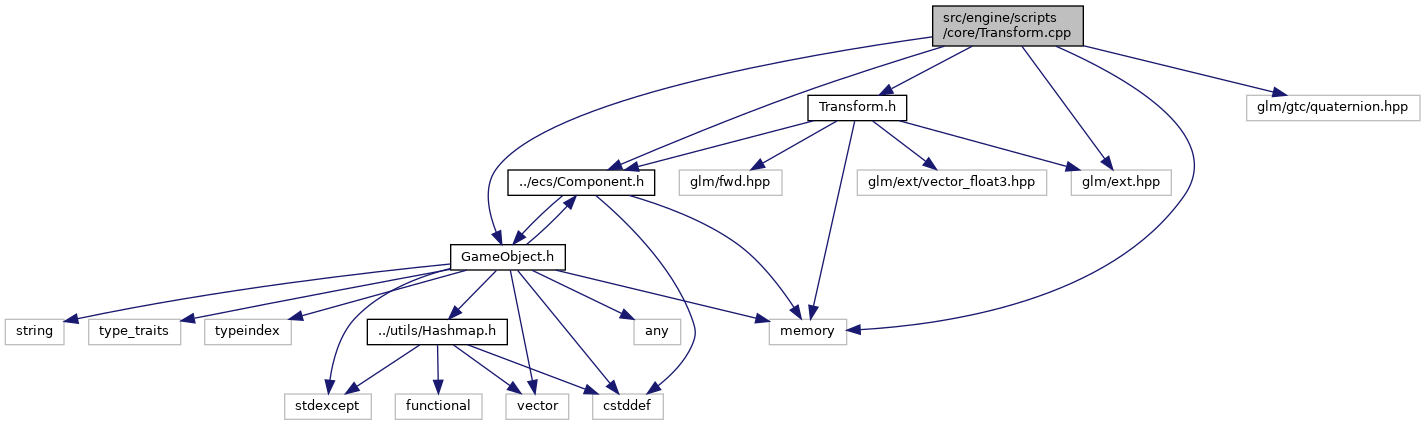 src/engine/scripts
/core/Transform.cpp
Transform.h
glm/gtc/quaternion.hpp
../ecs/Component.h
glm/fwd.hpp
glm/ext/vector_float3.hpp
glm/ext.hpp
GameObject.h
string
type_traits
typeindex
../utils/Hashmap.h
any
memory
stdexcept
functional
vector
cstddef